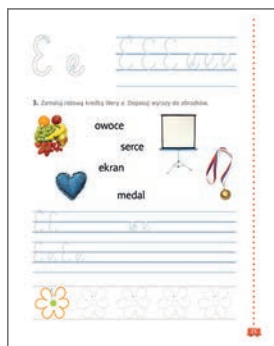 E e E E E e e e
3. Zamaluj różową kredką litery e. Dopasuj wyrazy do obrazków.
owoce
serce
ekran
medal
E E e e
E e E e